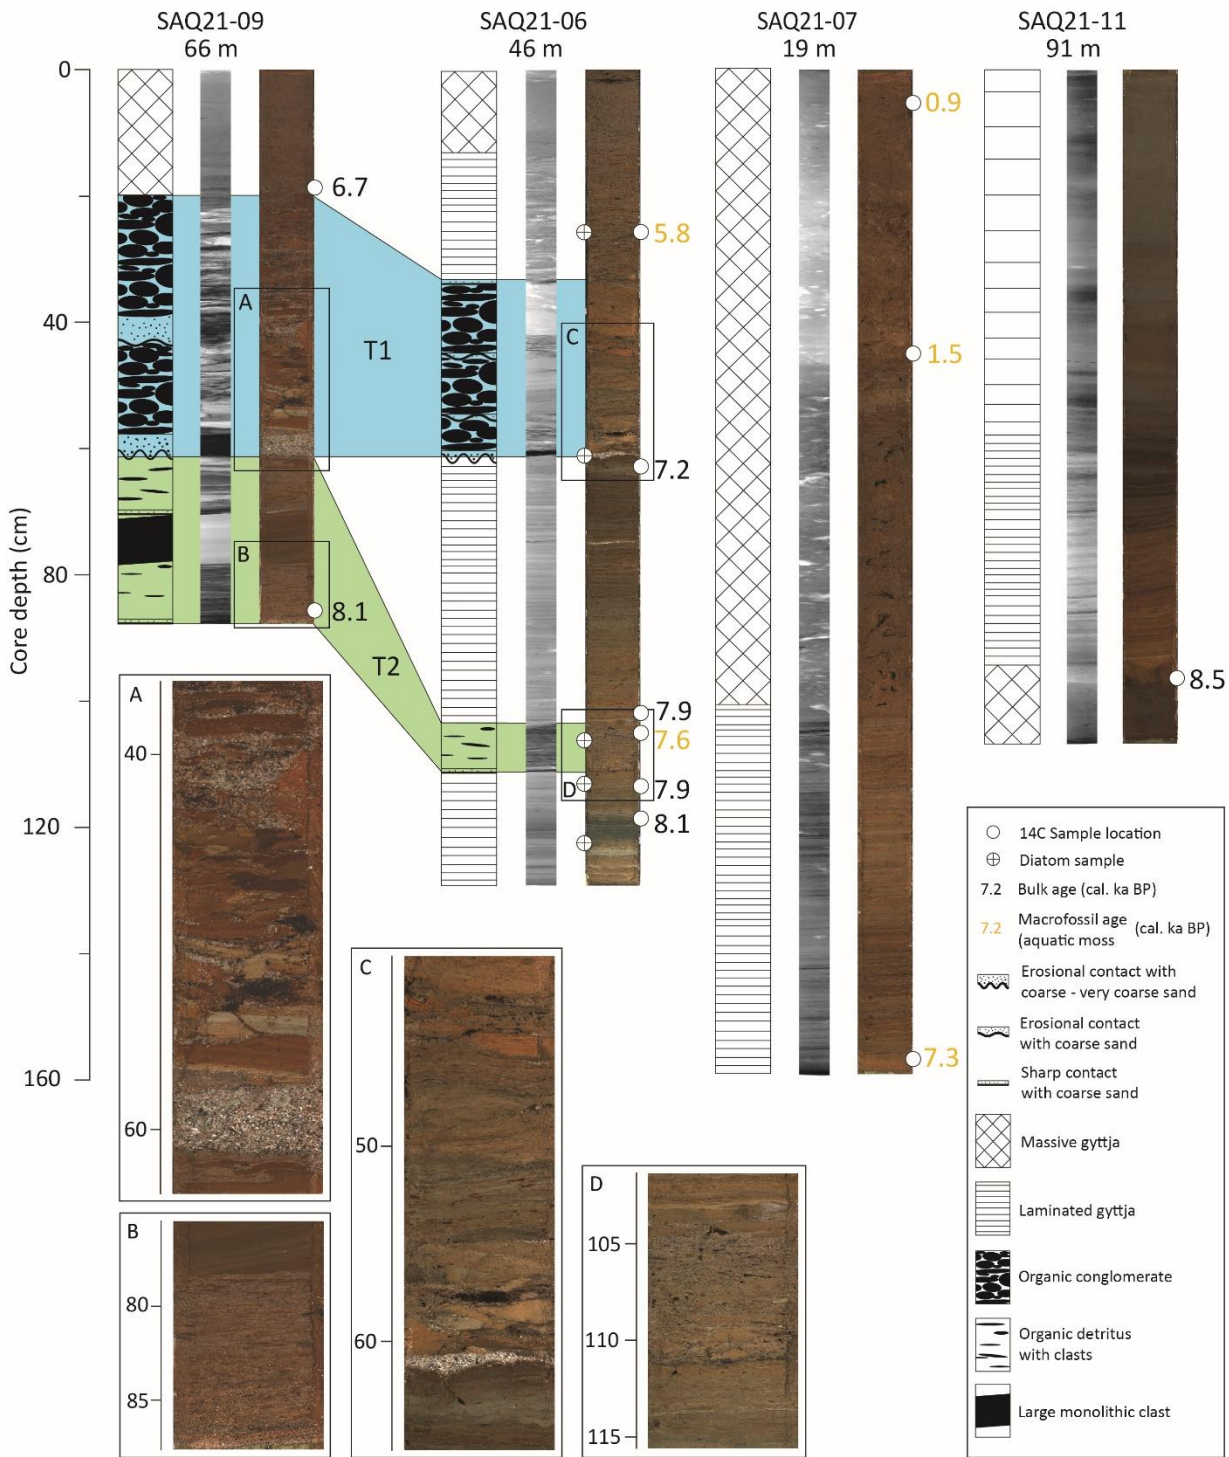 SAQ21-09
66 m
SAQ21-06
46 m
SAQ21-07
19 m
SAQ21-11
91 m
Core depth (cm)
0
40
80
120
160
6.7
8.1
A
B
T1
T2
5.8
7.2
7.9
7.6
7.9
8.1
C
D
0.9
1.5
7.3
8.5
A
40
60
B
80
85
C
50
60
D
105
110
115
14C Sample location
Diatom sample
7.2 Bulk age (cal. ka BP)
7.2 Macrofossil age
(aquatic moss (cal. ka BP)
Erosional contact with
coarse - very coarse sand
Erosional contact
with coarse sand
Sharp contact
with coarse sand
Massive gyttja
Laminated gyttja
Organic conglomerate
Organic detritus
with clasts
Large monolithic clast